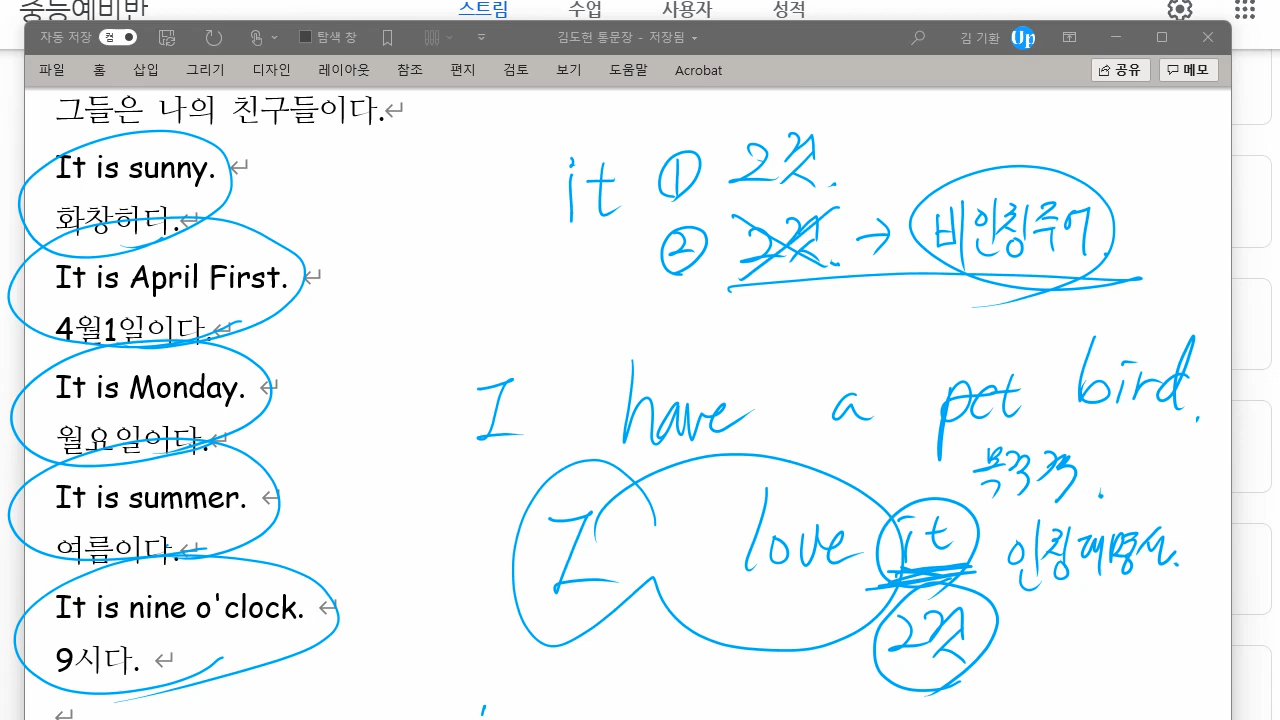 중등예비반
스트림 수업 사용자 성적
자동 저장 컴 탐색 창 김도헌 통문장 - 저장됨 김 기환 Up
파일 홈 삽입 그리기 디자인 레이아웃 참조 편지 검토 보기 도움말 Acrobat 공유 메모
그들은 나의 친구들이다.
It is sunny.
화창하다.
It is April First.
4월1일이다.
It is Monday.
월요일이다.
It is summer.
여름이다.
It is nine o'clock.
9시다.
it ① 그것.
② 그것. → 비인칭주어.
I have a pet bird.
목적격.
I love it 인칭대명사.
그것